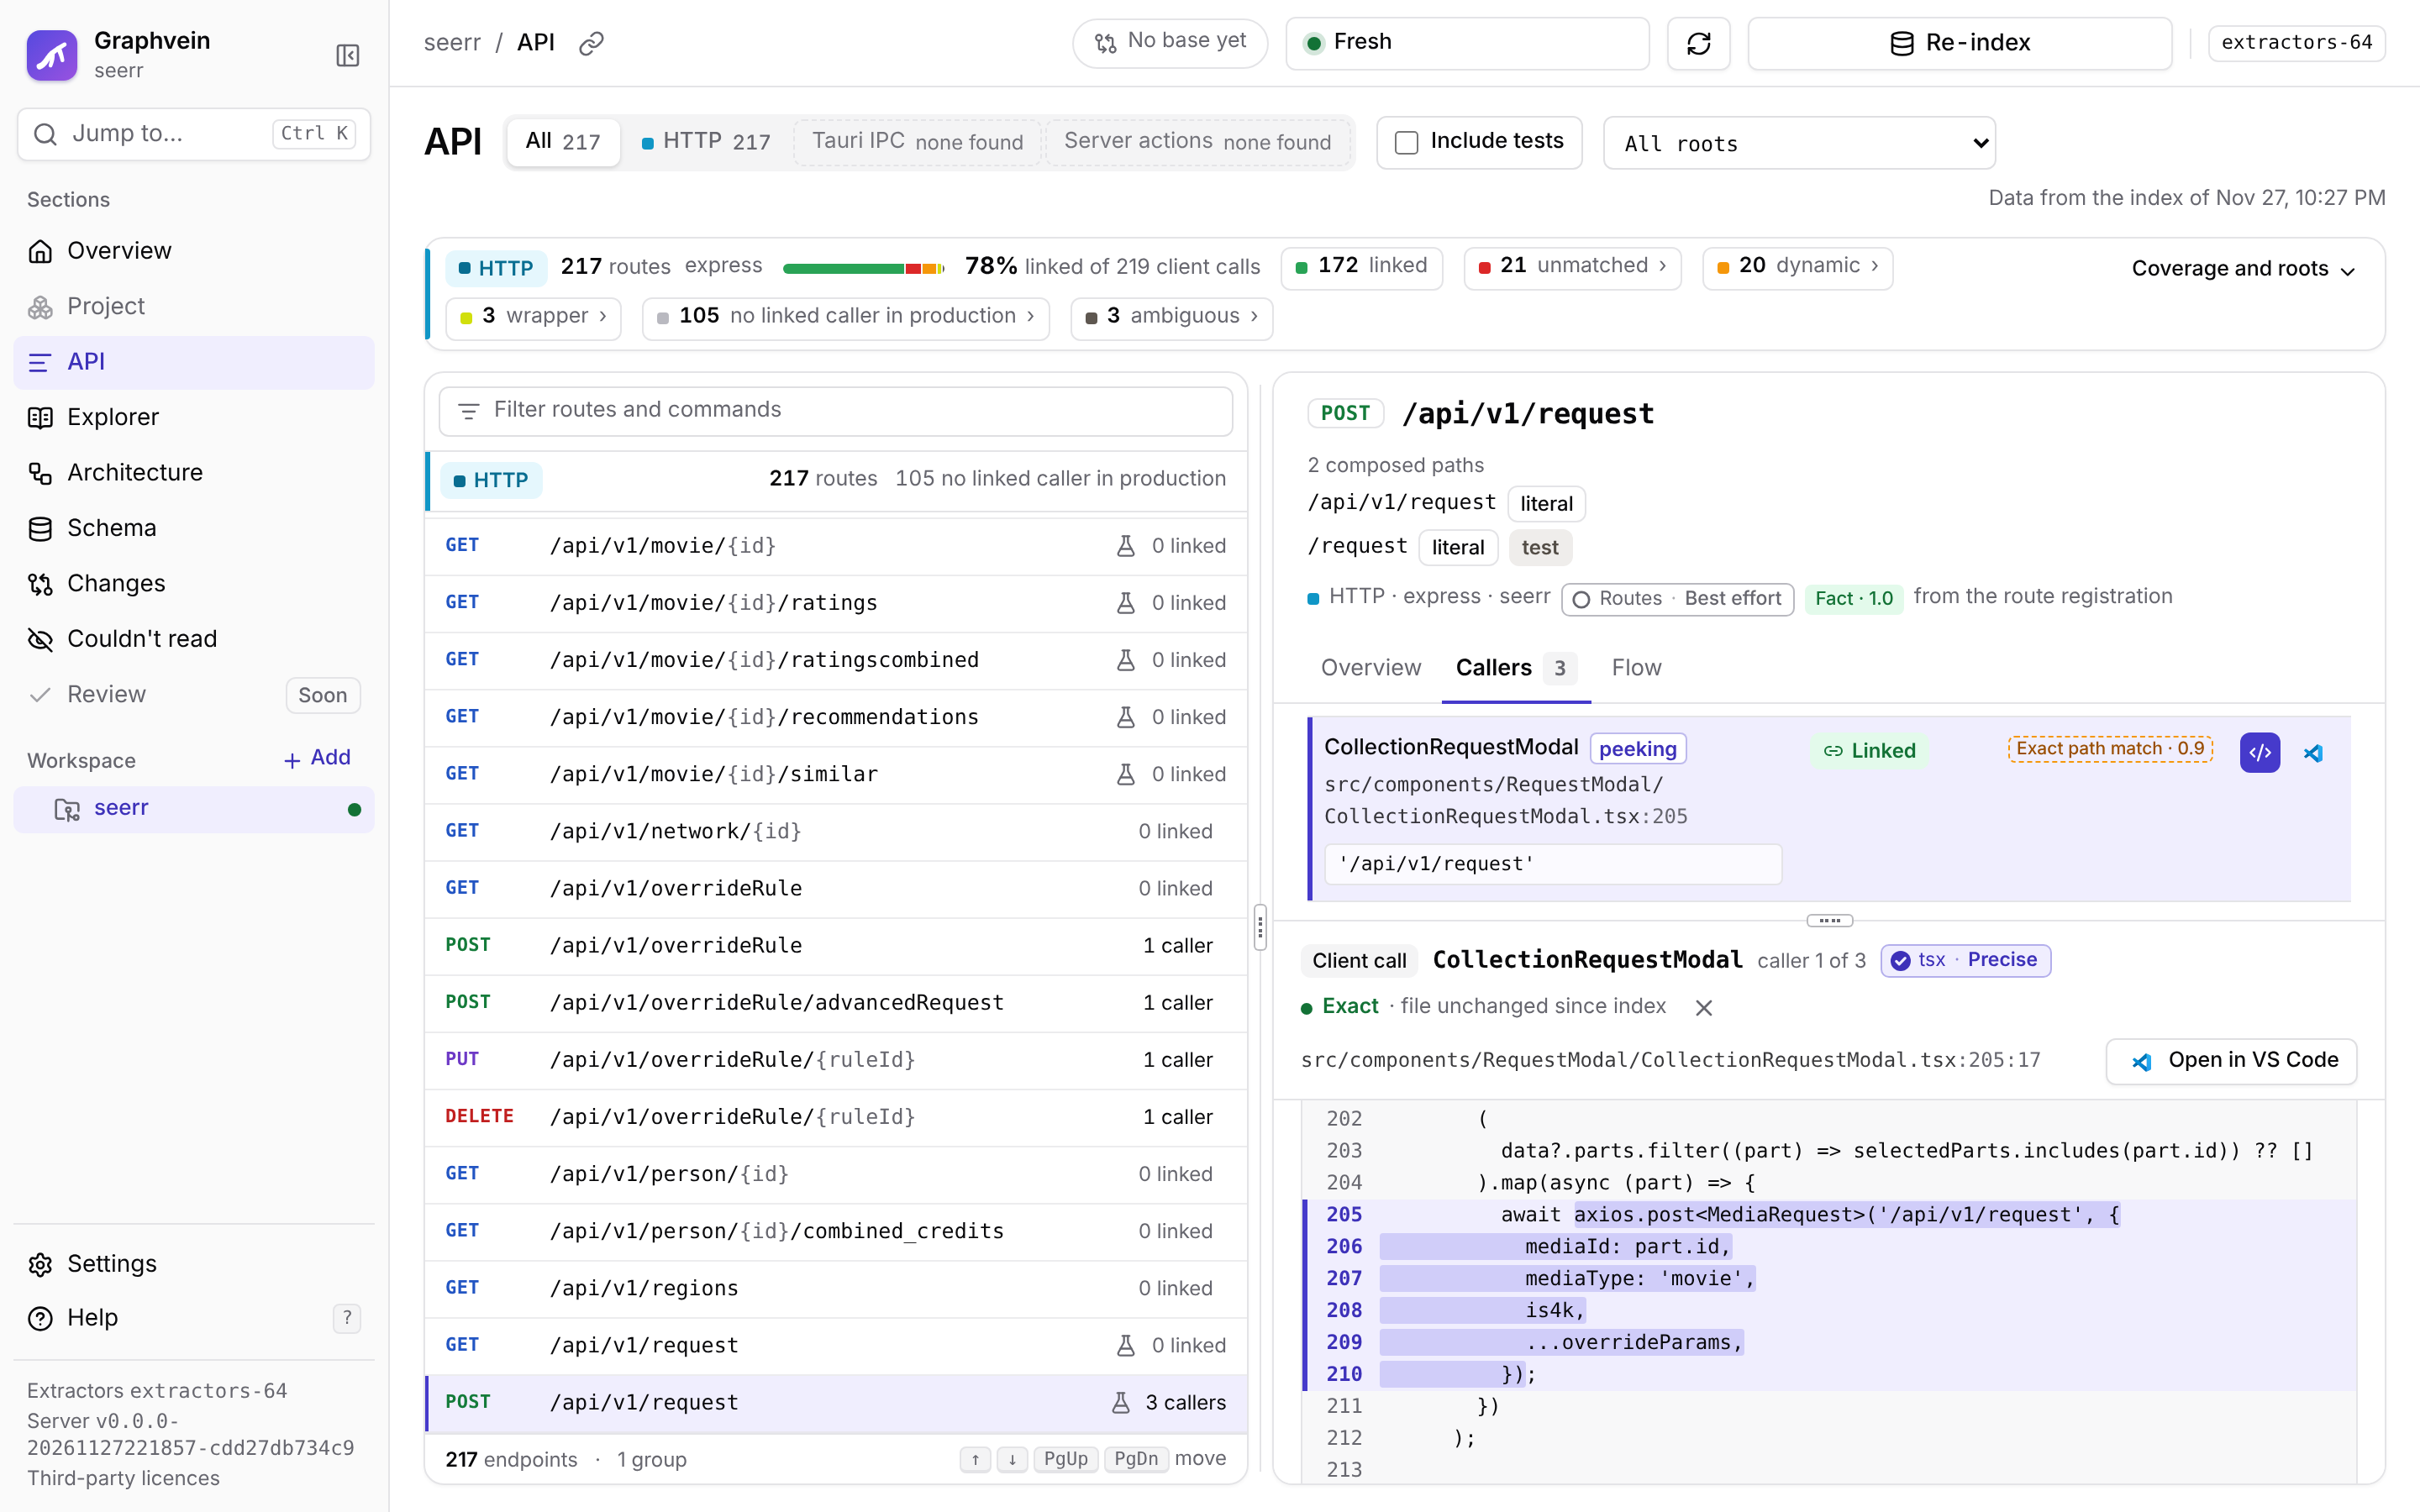 Graphvein
seerr
Jump to...
Ctrl K
Sections
Overview
Project
API
Explorer
Architecture
Schema
Changes
Couldn't read
Review
Soon
Workspace
+ Add
seerr
Settings
Help
?
Extractors extractors-64
Server v0.0.0-
20261127221857-cdd27db734c9
Third-party licences
seerr / API
No base yet
Fresh
Re-index
extractors-64
API
All 217
HTTP 217
Tauri IPC none found
Server actions none found
Include tests
All roots
Data from the index of Nov 27, 10:27 PM
HTTP 217 routes express 78% linked of 219 client calls 172 linked 21 unmatched › 20 dynamic › Coverage and roots
3 wrapper › 105 no linked caller in production › 3 ambiguous ›
Filter routes and commands
HTTP 217 routes 105 no linked caller in production
GET /api/v1/movie/{id} 0 linked
GET /api/v1/movie/{id}/ratings 0 linked
GET /api/v1/movie/{id}/ratingscombined 0 linked
GET /api/v1/movie/{id}/recommendations 0 linked
GET /api/v1/movie/{id}/similar 0 linked
GET /api/v1/network/{id} 0 linked
GET /api/v1/overrideRule 0 linked
POST /api/v1/overrideRule 1 caller
POST /api/v1/overrideRule/advancedRequest 1 caller
PUT /api/v1/overrideRule/{ruleId} 1 caller
DELETE /api/v1/overrideRule/{ruleId} 1 caller
GET /api/v1/person/{id} 0 linked
GET /api/v1/person/{id}/combined_credits 0 linked
GET /api/v1/regions 0 linked
GET /api/v1/request 0 linked
POST /api/v1/request 3 callers
217 endpoints · 1 group ↑ ↓ PgUp PgDn move
POST /api/v1/request
2 composed paths
/api/v1/request literal
/request literal test
HTTP · express · seerr Routes · Best effort Fact · 1.0 from the route registration
Overview Callers 3 Flow
CollectionRequestModal peeking Linked Exact path match · 0.9
src/components/RequestModal/
CollectionRequestModal.tsx:205
'/api/v1/request'
Client call CollectionRequestModal caller 1 of 3 tsx · Precise
Exact · file unchanged since index
src/components/RequestModal/CollectionRequestModal.tsx:205:17 Open in VS Code
202 (
203 data?.parts.filter((part) => selectedParts.includes(part.id)) ?? []
204 ).map(async (part) => {
205 await axios.post<MediaRequest>('/api/v1/request', {
206 mediaId: part.id,
207 mediaType: 'movie',
208 is4k,
209 ...overrideParams,
210 });
211 })
212 );
213